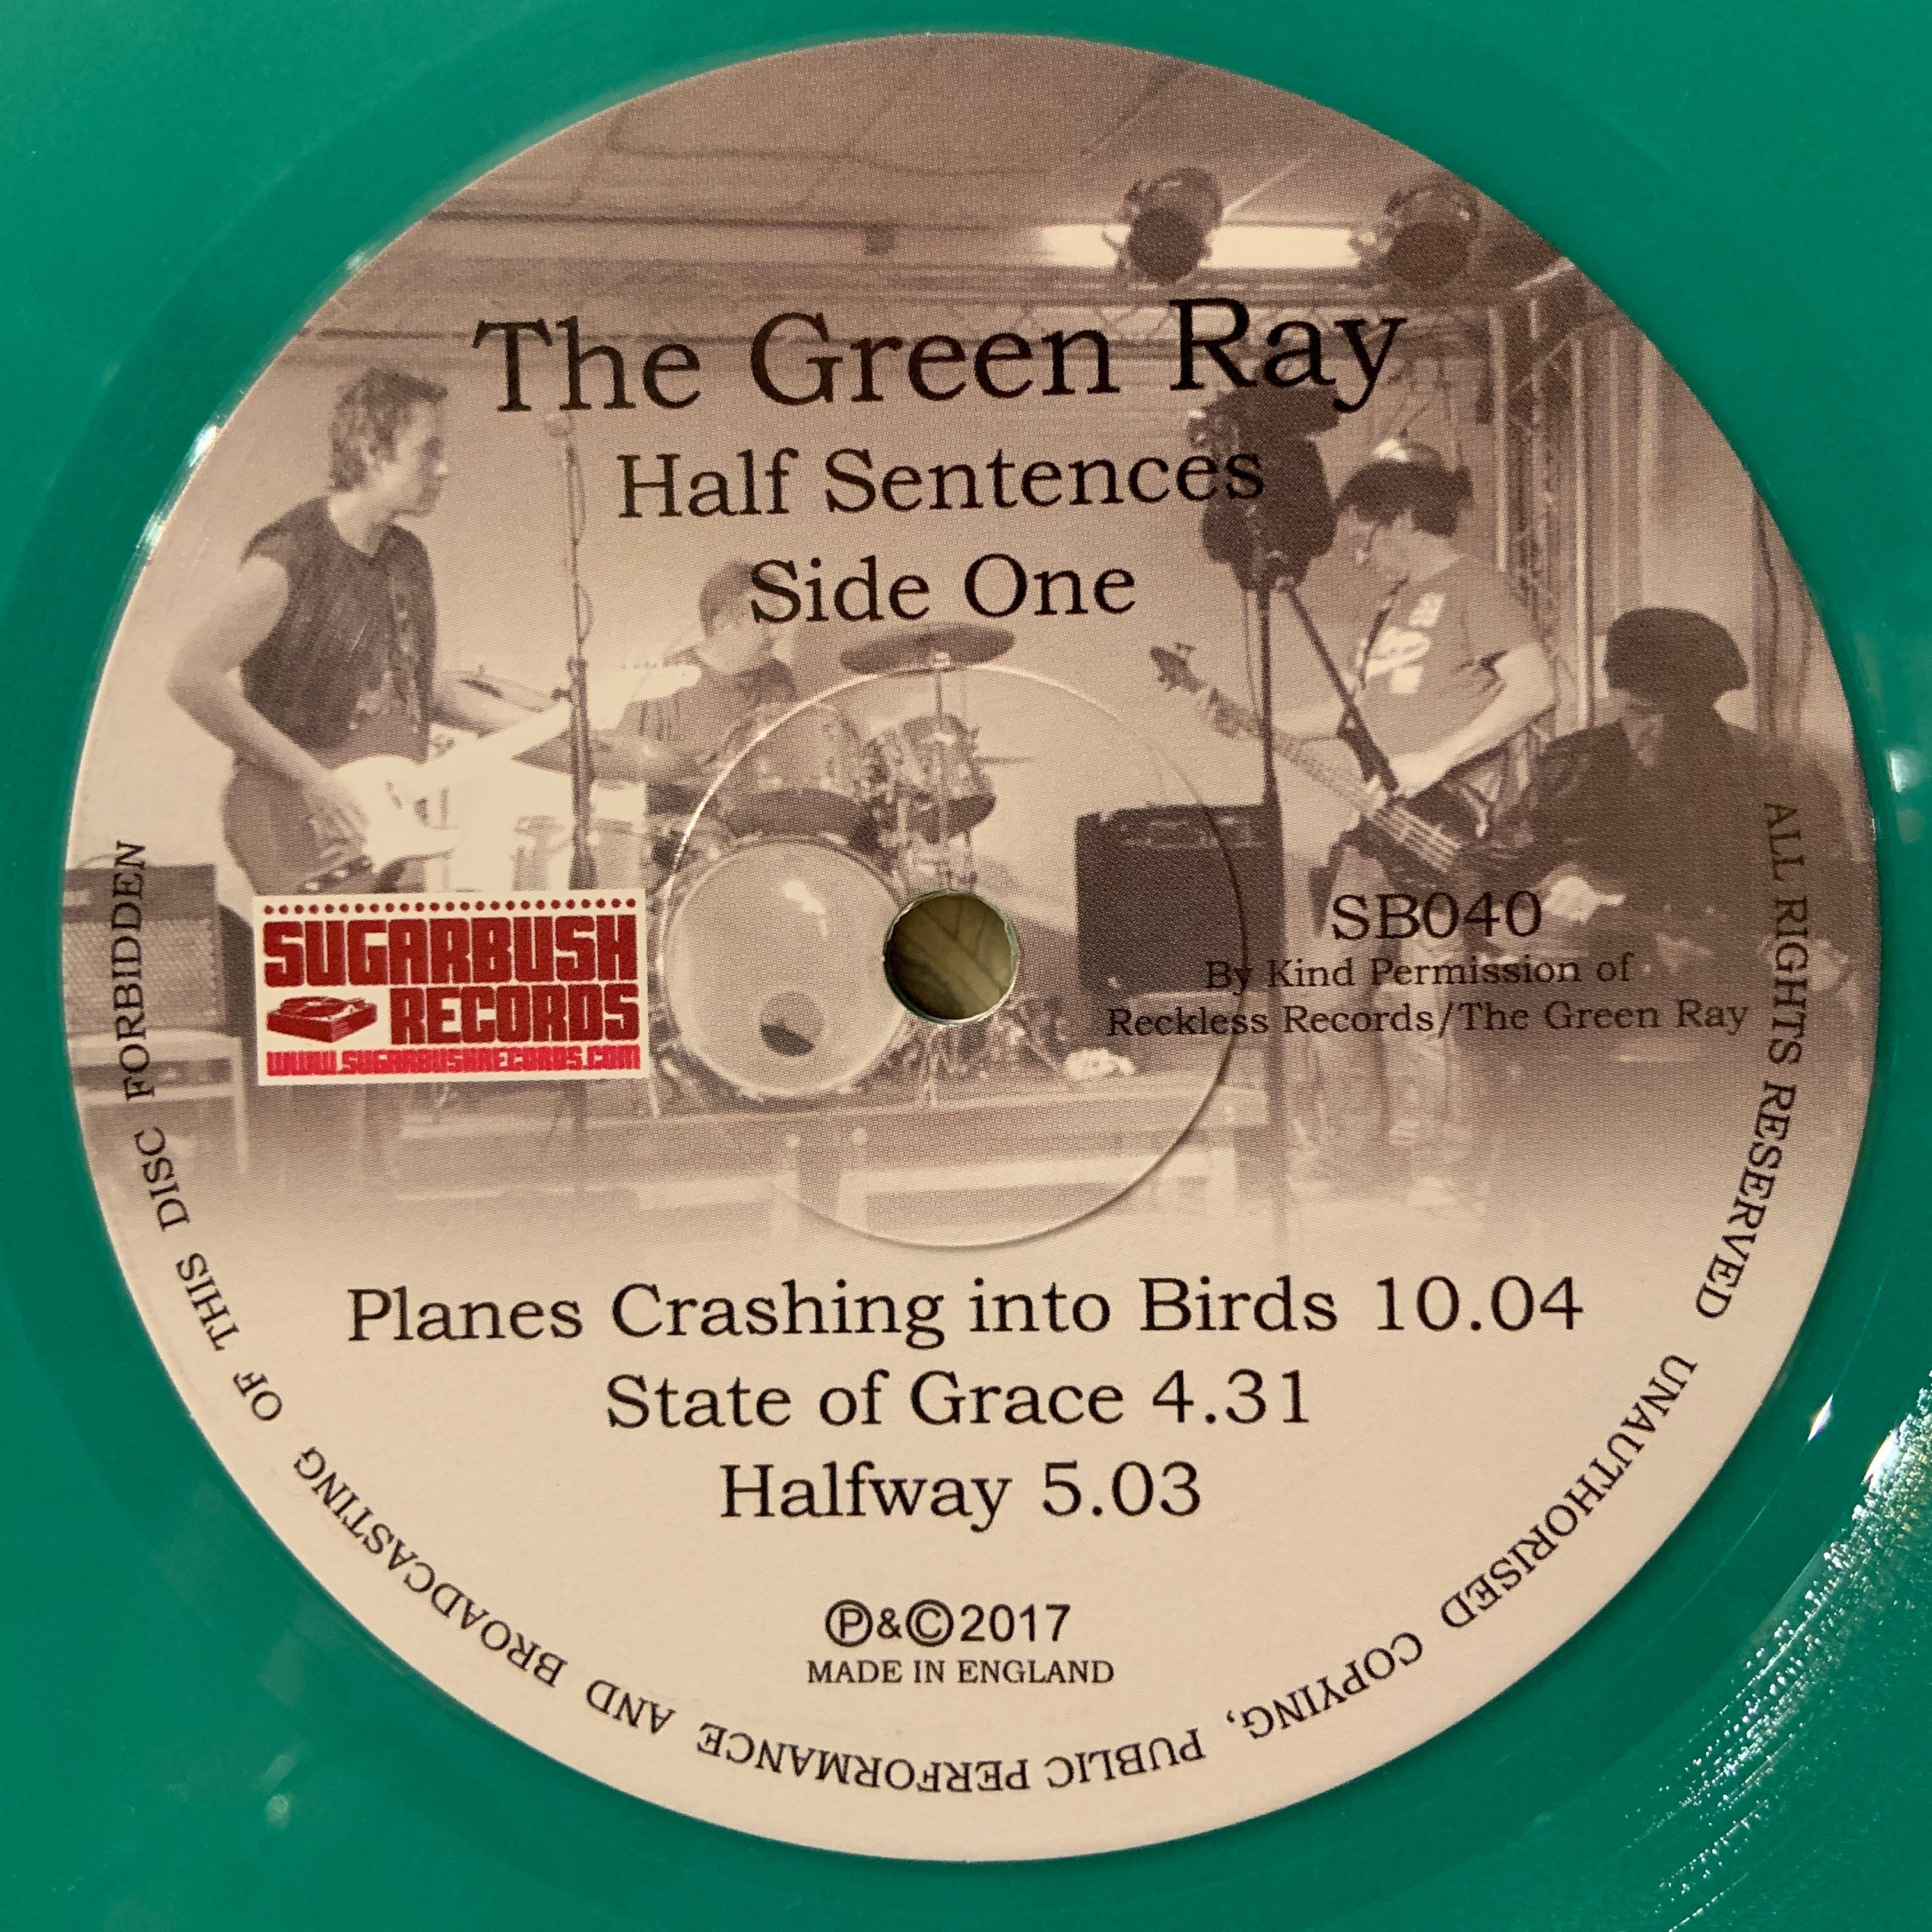 The Green Ray
Half Sentences
Side One
SUGARBUSH
RECORDS
WWW.SUGARBUSHRECORDS.COM
SB040
By Kind Permission of
Reckless Records/The Green Ray
Planes Crashing into Birds 10.04
State of Grace 4.31
Halfway 5.03
℗&©2017
MADE IN ENGLAND
ALL RIGHTS RESERVED UNAUTHORISED COPYING, PUBLIC PERFORMANCE AND BROADCASTING OF THIS DISC FORBIDDEN